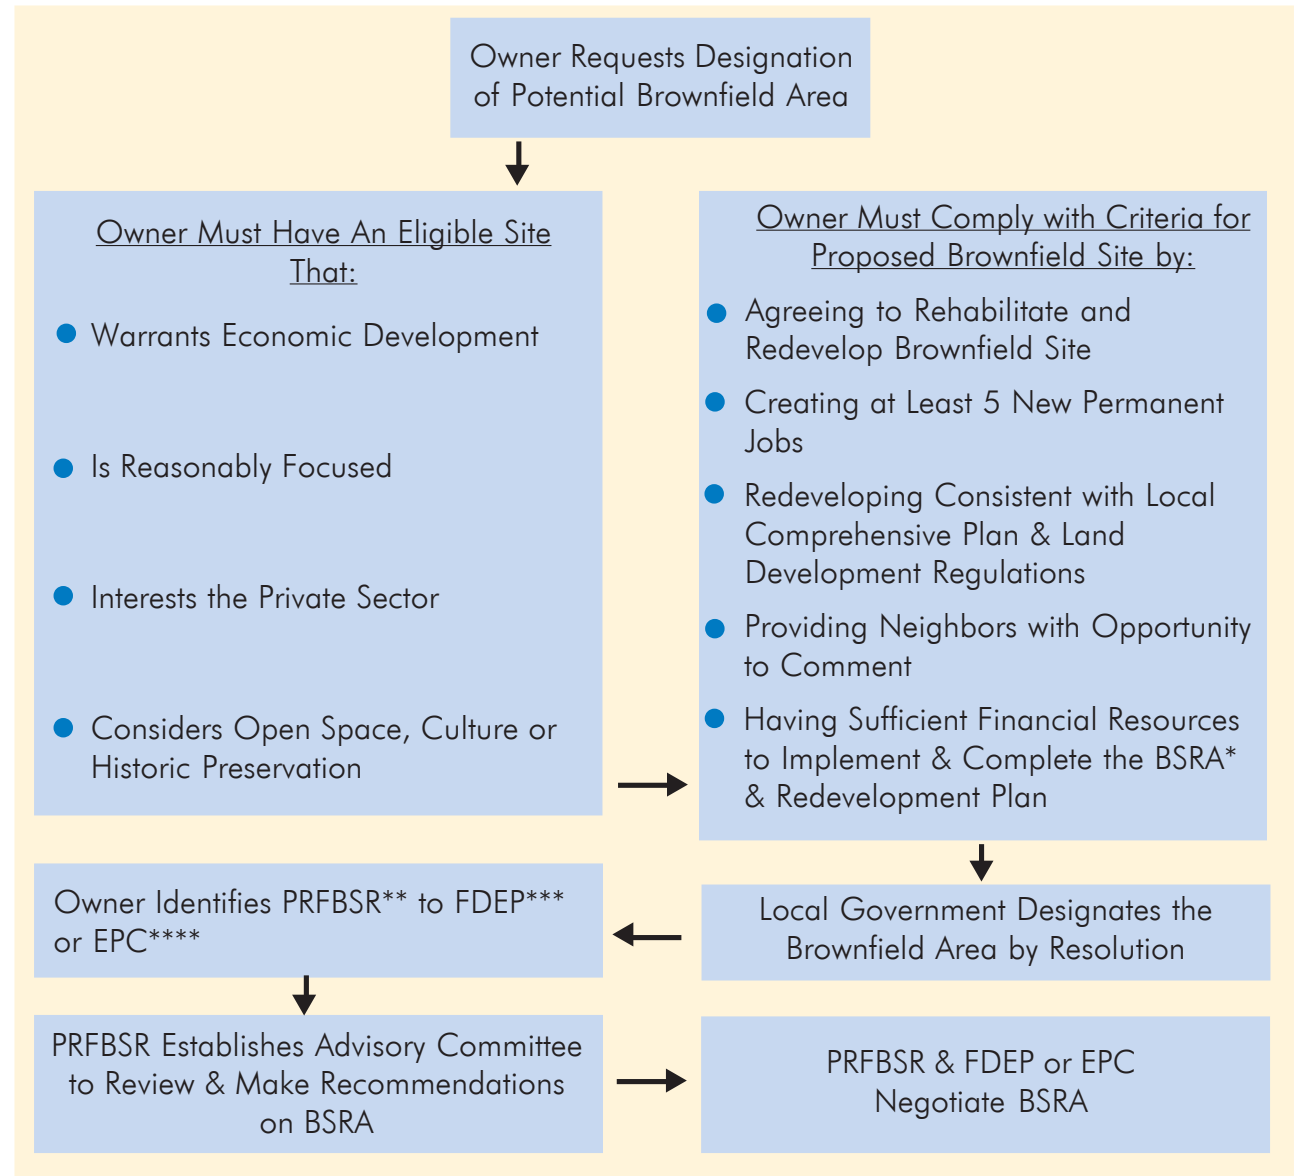 Owner Requests Designation
of Potential Brownfield Area
Owner Must Have An Eligible Site
That:
Warrants Economic Development
Is Reasonably Focused
Interests the Private Sector
Considers Open Space, Culture or
Historic Preservation
Owner Must Comply with Criteria for
Proposed Brownfield Site by:
Agreeing to Rehabilitate and
Redevelop Brownfield Site
Creating at Least 5 New Permanent
Jobs
Redeveloping Consistent with Local
Comprehensive Plan & Land
Development Regulations
Providing Neighbors with Opportunity
to Comment
Having Sufficient Financial Resources
to Implement & Complete the BSRA*
& Redevelopment Plan
Local Government Designates the
Brownfield Area by Resolution
Owner Identifies PRFBSR** to FDEP***
or EPC****
PRFBSR Establishes Advisory Committee
to Review & Make Recommendations
on BSRA
PRFBSR & FDEP or EPC
Negotiate BSRA